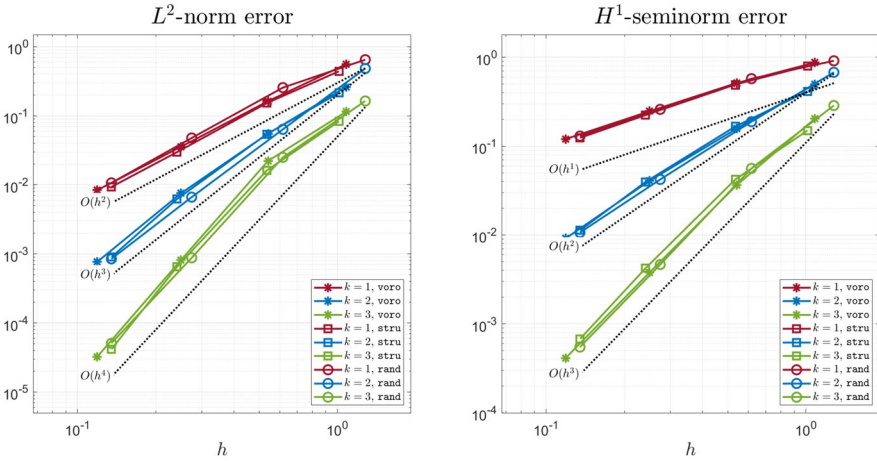 L²-norm error
10⁰
10⁻¹
10⁻²
10⁻³
10⁻⁴
10⁻⁵
O(h²)
O(h³)
O(h⁴)
k = 1, voro
k = 2, voro
k = 3, voro
k = 1, stru
k = 2, stru
k = 3, stru
k = 1, rand
k = 2, rand
k = 3, rand
10⁻¹
10⁰
h
H¹-seminorm error
10⁰
10⁻¹
10⁻²
10⁻³
10⁻⁴
O(h¹)
O(h²)
O(h³)
k = 1, voro
k = 2, voro
k = 3, voro
k = 1, stru
k = 2, stru
k = 3, stru
k = 1, rand
k = 2, rand
k = 3, rand
10⁻¹
10⁰
h